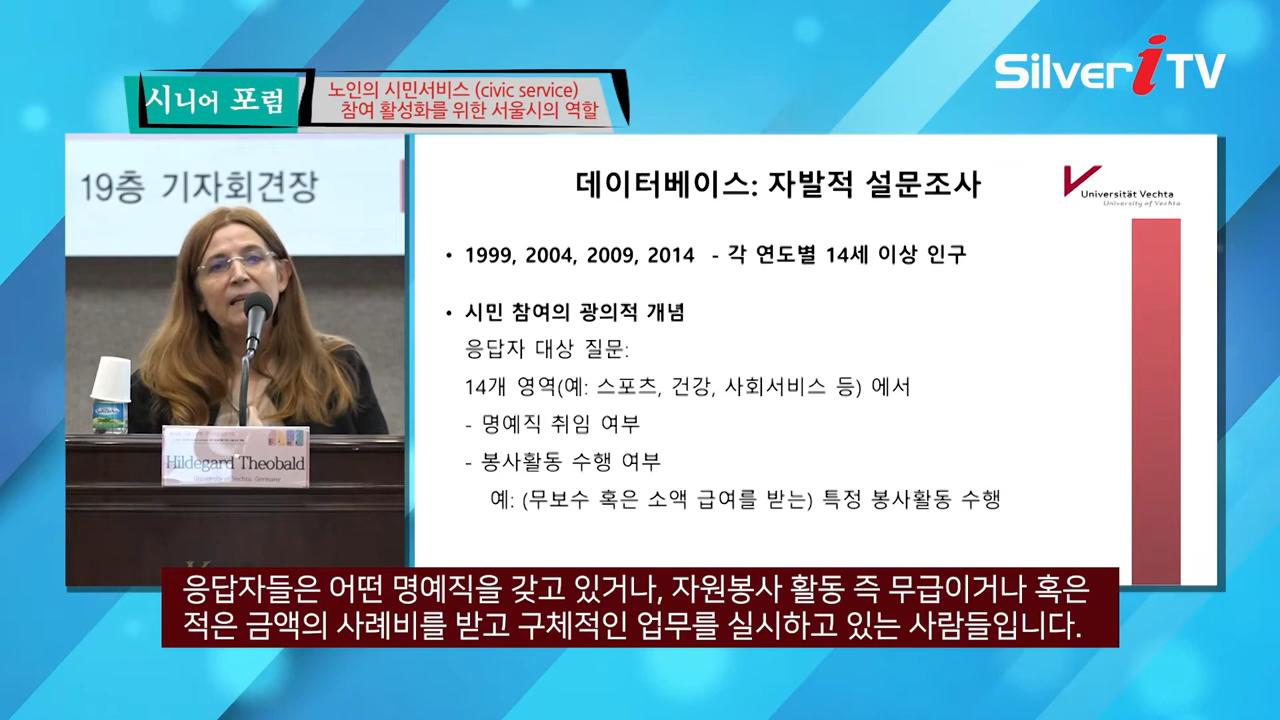 Silver i TV
시니어 포럼
노인의 시민서비스 (civic service)
참여 활성화를 위한 서울시의 역할
19층 기자회견장
Hildegard Theobald
University of Vechta, Germany
데이터베이스: 자발적 설문조사
Universität Vechta
University of Vechta
• 1999, 2004, 2009, 2014 - 각 연도별 14세 이상 인구
• 시민 참여의 광의적 개념
응답자 대상 질문:
14개 영역(예: 스포츠, 건강, 사회서비스 등) 에서
- 명예직 취임 여부
- 봉사활동 수행 여부
예: (무보수 혹은 소액 급여를 받는) 특정 봉사활동 수행
응답자들은 어떤 명예직을 갖고 있거나, 자원봉사 활동 즉 무급이거나 혹은
적은 금액의 사례비를 받고 구체적인 업무를 실시하고 있는 사람들입니다.